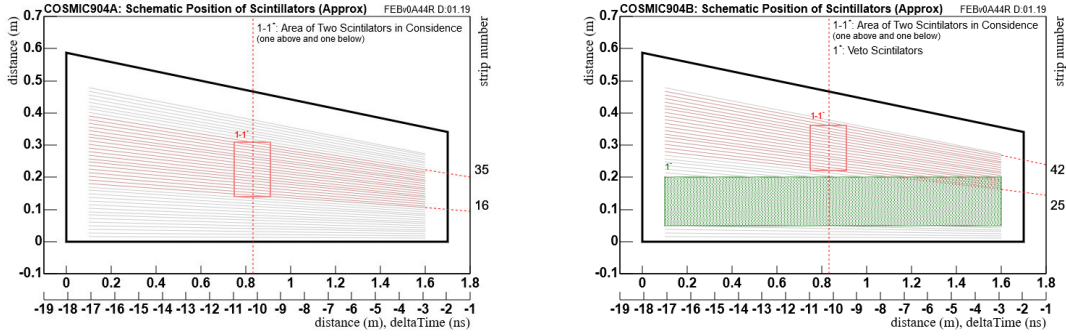 COSMIC904A: Schematic Position of Scintillators (Approx)
FEBv0A44R D:01.19
1-1*: Area of Two Scintilators in Considence
(one above and one below)
distance (m)
0.7
0.6
0.5
0.4
0.3
0.2
0.1
0
-0.1
1-1*
strip number
35
16
0 0.2 0.4 0.6 0.8 1 1.2 1.4 1.6 1.8
-19 -18 -17 -16 -15 -14 -13 -12 -11 -10 -9 -8 -7 -6 -5 -4 -3 -2 -1
distance (m), deltaTime (ns)
COSMIC904B: Schematic Position of Scintillators (Approx)
FEBv0A44R D:01.19
1-1*: Area of Two Scintilators in Considence
(one above and one below)
1*: Veto Scintilators
distance (m)
0.7
0.6
0.5
0.4
0.3
0.2
0.1
0
-0.1
1-1*
1*
strip number
42
25
0 0.2 0.4 0.6 0.8 1 1.2 1.4 1.6 1.8
-19 -18 -17 -16 -15 -14 -13 -12 -11 -10 -9 -8 -7 -6 -5 -4 -3 -2 -1
distance (m), deltaTime (ns)